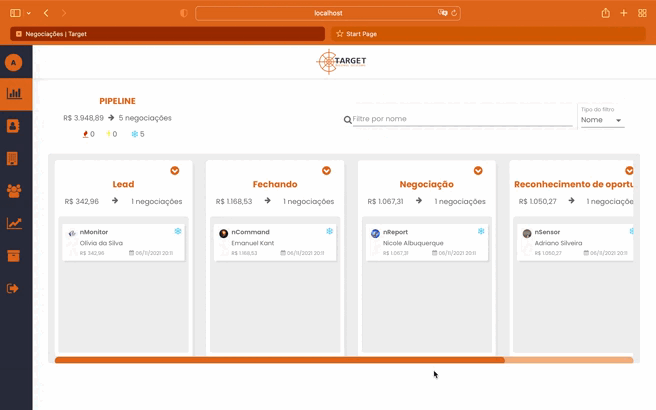 localhost
Negociações | Target
Start Page
A
TARGET
PIPELINE
R$ 3.948,89 → 5 negociações
0 0 5
Filtre por nome
Tipo do filtro
Nome
Lead
R$ 342,96 → 1 negociações
nMonitor
Olivia da Silva
R$ 342,96 06/11/2021 20:11
Fechando
R$ 1.168,53 → 1 negociações
nCommand
Emanuel Kant
R$ 1.168,53 06/11/2021 20:11
Negociação
R$ 1.067,31 → 1 negociações
nReport
Nicole Albuquerque
R$ 1.067,31 06/11/2021 20:11
Reconhecimento de oportu
R$ 1.050,27 → 1 negociaçõe
nSensor
Adriano Silveira
R$ 1.050,27 06/11/2021 20:11